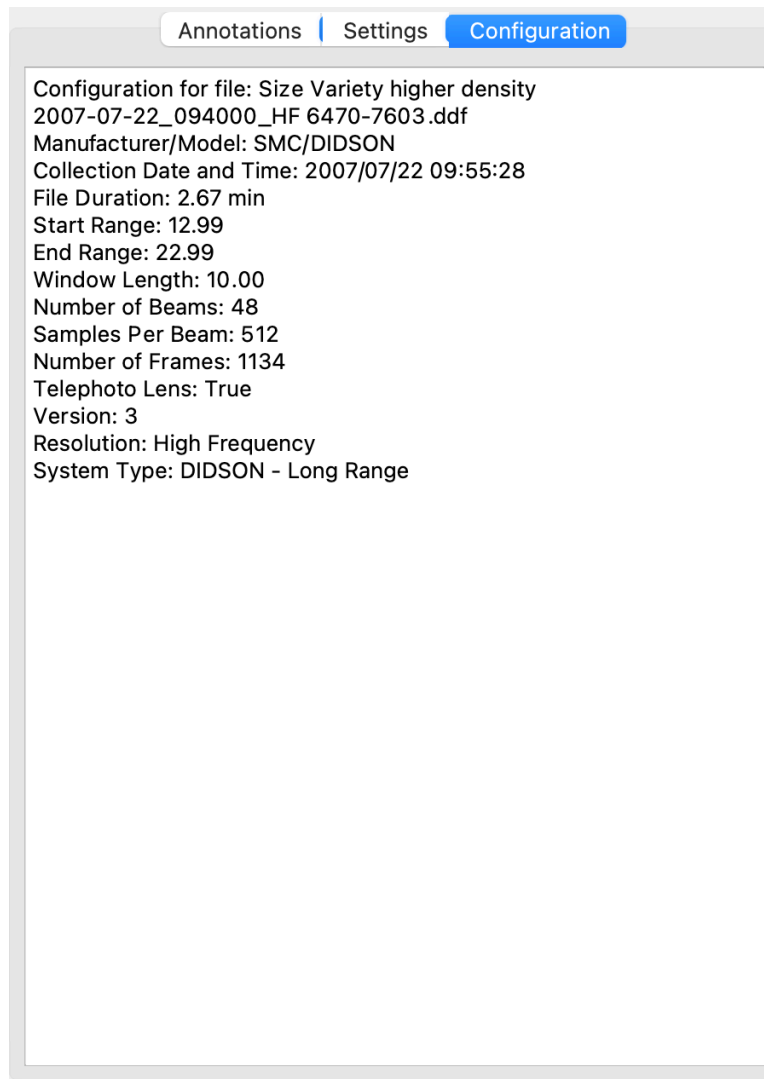 Annotations Settings Configuration
Configuration for file: Size Variety higher density
2007-07-22_094000_HF 6470-7603.ddf
Manufacturer/Model: SMC/DIDSON
Collection Date and Time: 2007/07/22 09:55:28
File Duration: 2.67 min
Start Range: 12.99
End Range: 22.99
Window Length: 10.00
Number of Beams: 48
Samples Per Beam: 512
Number of Frames: 1134
Telephoto Lens: True
Version: 3
Resolution: High Frequency
System Type: DIDSON - Long Range